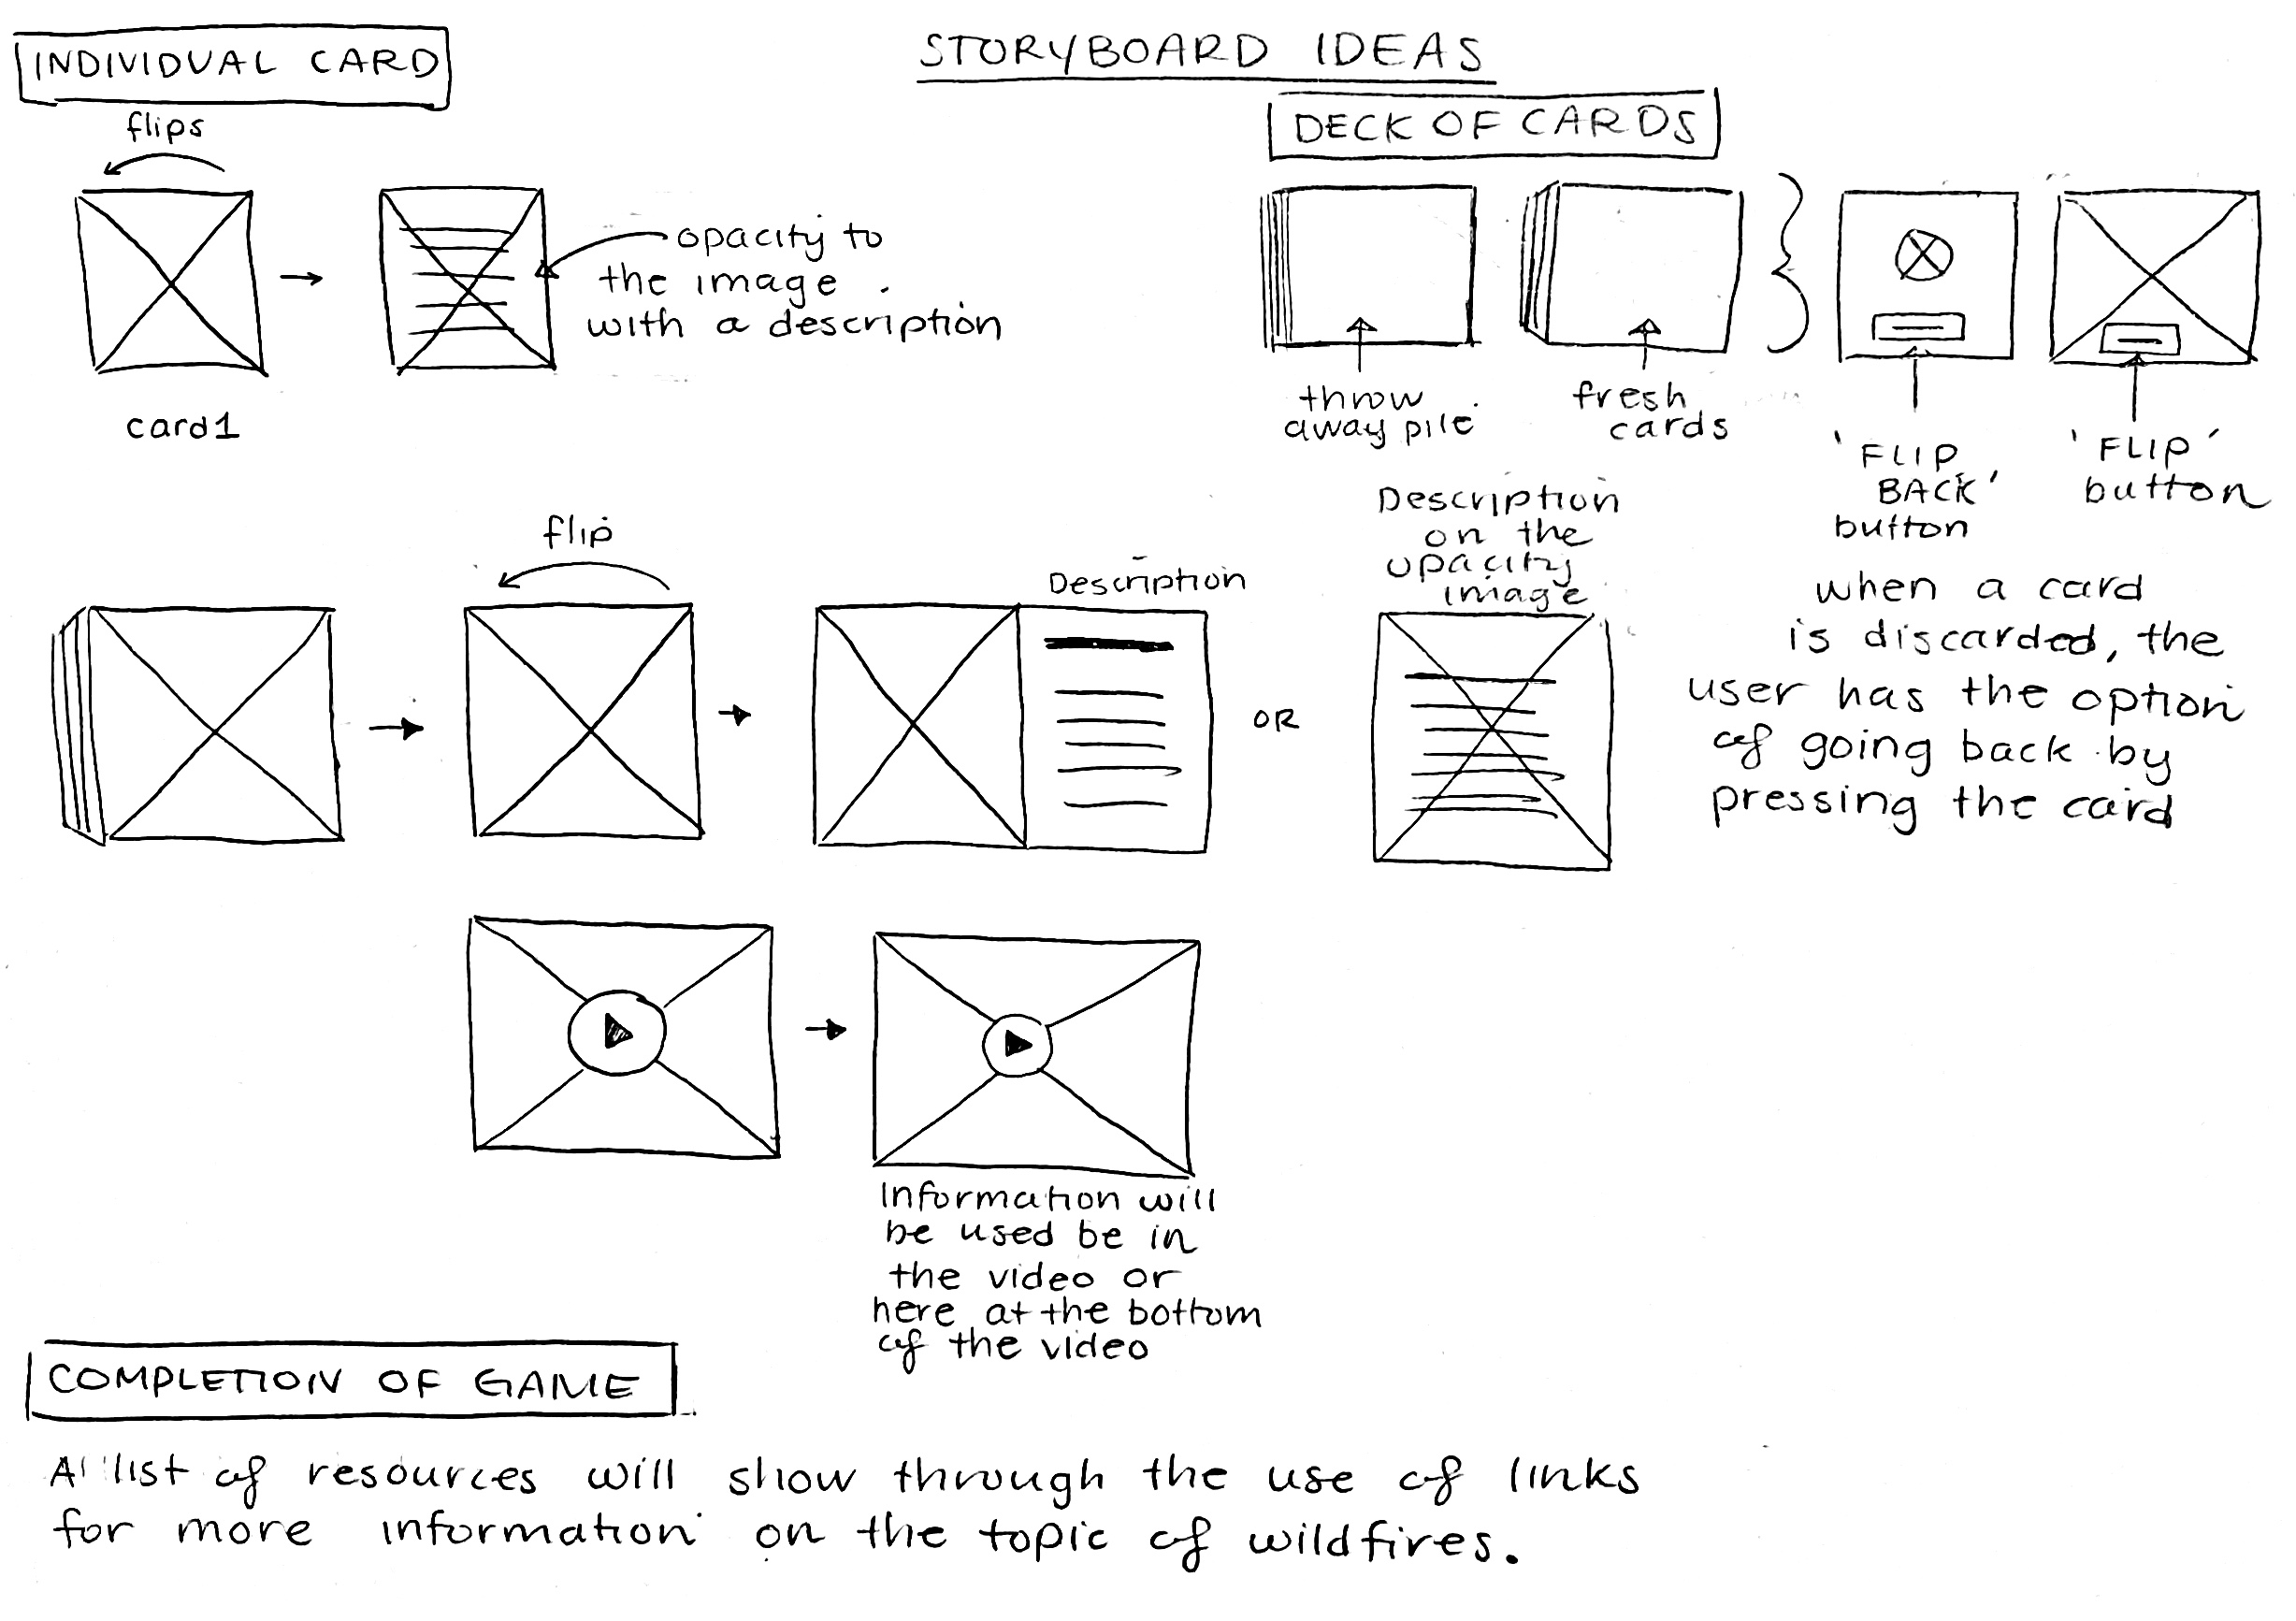 STORYBOARD IDEAS
INDIVIDUAL CARD
flips
opacity to
the image
with a description
card1
DECK OF CARDS
throw
away pile
fresh
cards
'FLIP
BACK'
button
'FLIP'
button
when a card
is discarded, the
user has the option
of going back by
pressing the card
flip
Description
OR
Description
on the
opacity
image
Information will
be used be in
the video or
here at the bottom
of the video
COMPLETION OF GAME
A list of resources will show through the use of links
for more information on the topic of wildfires.